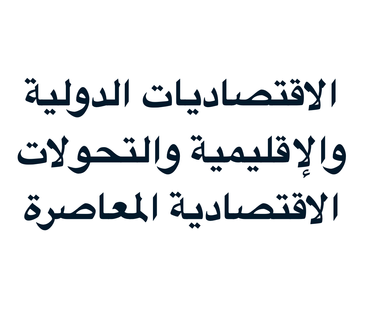 الاقتصاديات الدولية
والإقليمية والتحولات
الاقتصادية المعاصرة